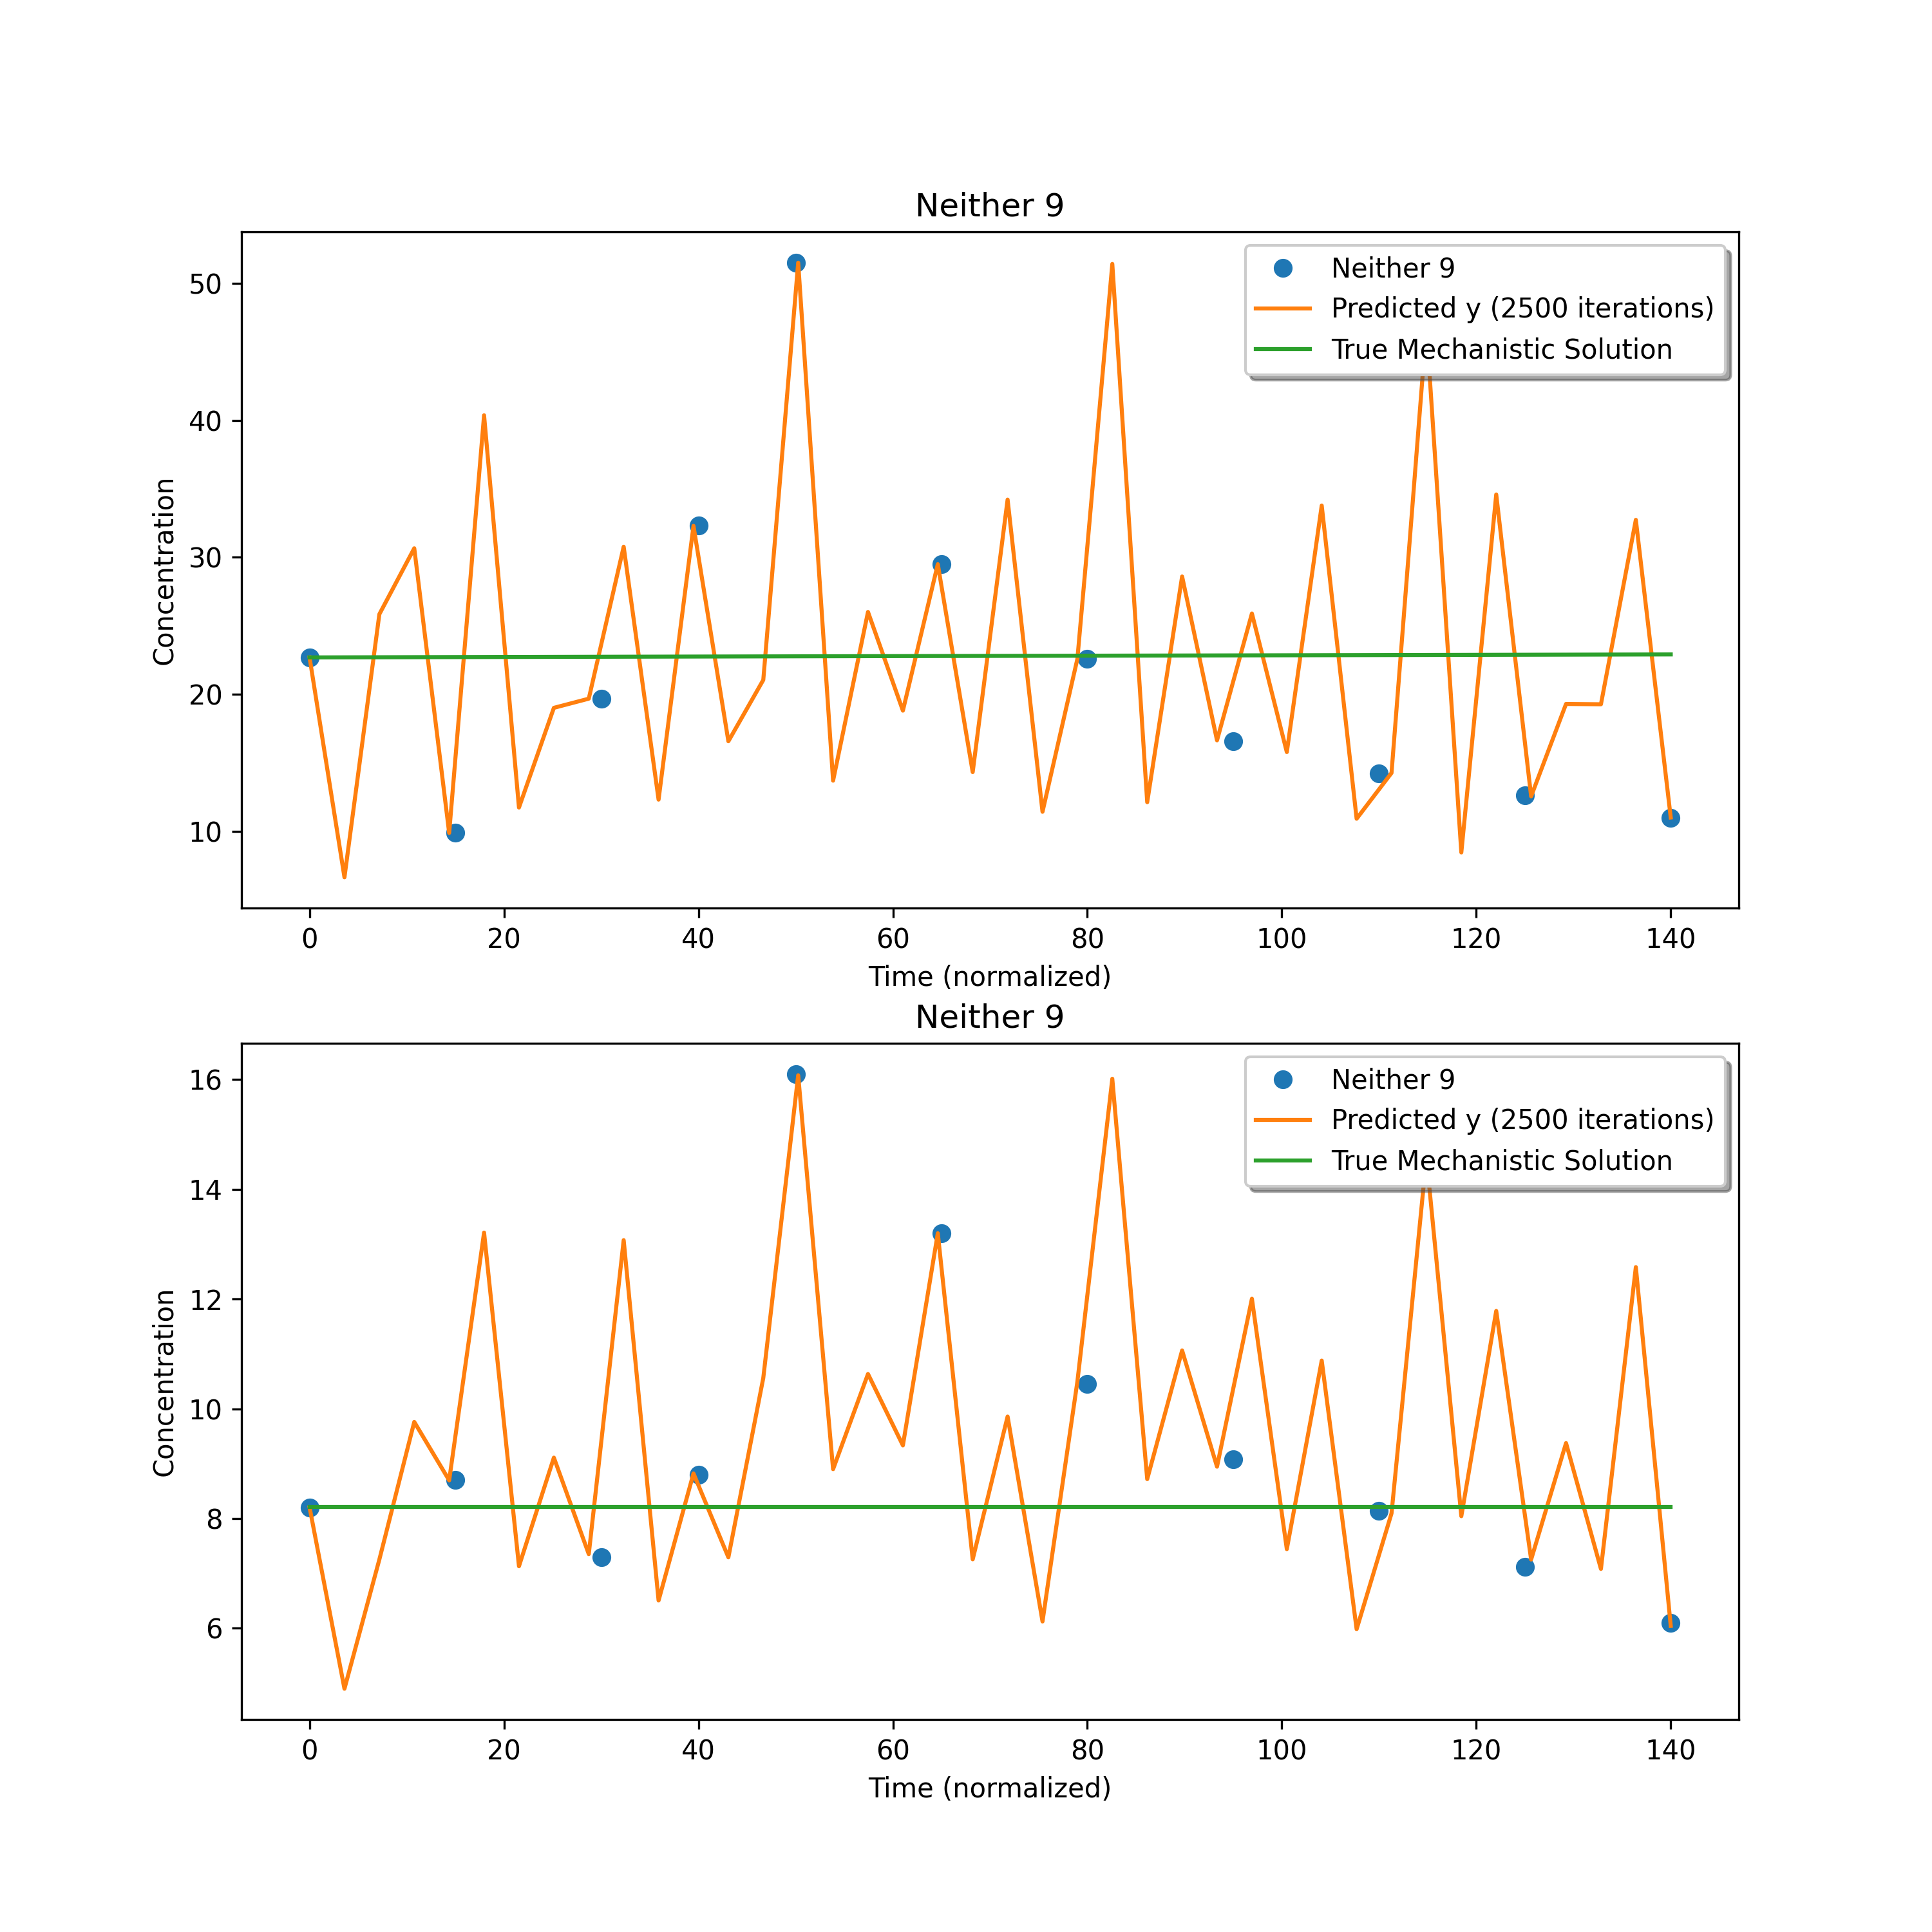 Neither 9
Neither 9
Predicted y (2500 iterations)
True Mechanistic Solution
50
40
30
20
10
Concentration
0 20 40 60 80 100 120 140
Time (normalized)
Neither 9
Neither 9
Predicted y (2500 iterations)
True Mechanistic Solution
16
14
12
10
8
6
Concentration
0 20 40 60 80 100 120 140
Time (normalized)